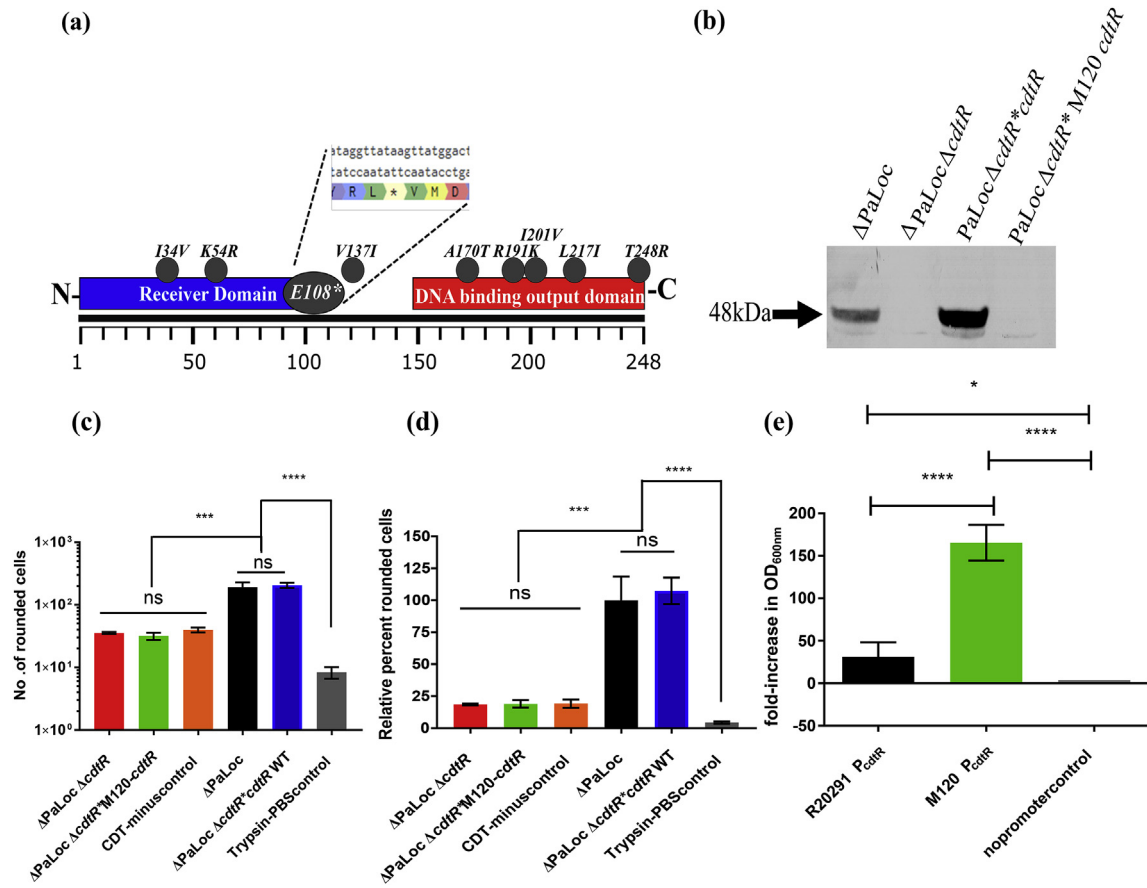 (a)
ataggttataagttatggact
tatccaatattcaatacctga
Y R L * V M D
I34V K54R V137I A170T R191K I201V L217I T248R
N- Receiver Domain E108* DNA binding output domain -C
1 50 100 150 200 248
(b)
ΔPaLoc
ΔPaLocΔcdtR
PaLocΔcdtR*cdtR
PaLocΔcdtR* M120 cdtR
48kDa
(c)
****
***
ns
ns
No .of rounded cells
1×10³
1×10²
1×10¹
1×10⁰
ΔPaLoc ΔcdtR
ΔPaLoc ΔcdtR*M120-cdtR
CDT-minuscontrol
ΔPaLoc
ΔPaLoc ΔcdtR*cdtR WT
Trypsin-PBScontrol
(d)
****
***
ns
ns
Relative percent rounded cells
150
125
100
75
50
25
0
ΔPaLoc ΔcdtR
ΔPaLoc ΔcdtR*M120-cdtR
CDT-minuscontrol
ΔPaLoc
ΔPaLoc ΔcdtR*cdtR WT
Trypsin-PBScontrol
(e)
*
****
****
fold-increase in OD600nm
200
150
100
50
0
-50
R20291 PcdtR
M120 PcdtR
nopromotercontrol